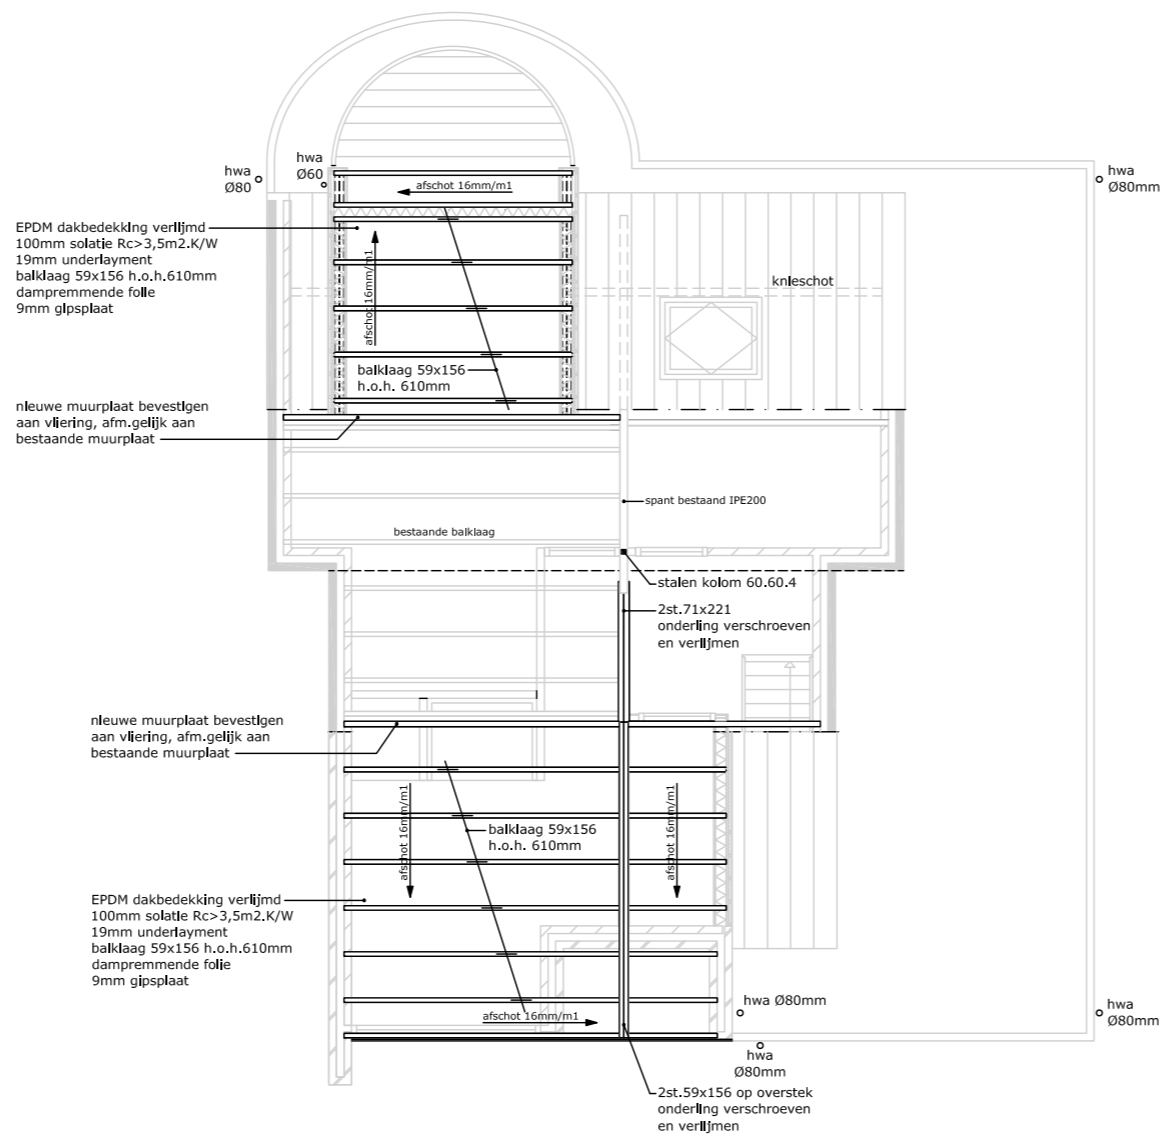 hwa
Ø80
hwa
Ø60
afschot 16mm/m1
hwa
Ø80mm
EPDM dakbedekking verlijmd
100mm solatie Rc>3,5m2.K/W
19mm underlayment
balklaag 59x156 h.o.h.610mm
dampremmende folie
9mm gipsplaat
afschot 16mm/m1
knieschot
balklaag 59x156
h.o.h. 610mm
nieuwe muurplaat bevestigen
aan vliering, afm.gelijk aan
bestaande muurplaat
spant bestaand IPE200
bestaande balklaag
stalen kolom 60.60.4
2st.71x221
onderling verschroeven
en verlijmen
nieuwe muurplaat bevestigen
aan vliering, afm.gelijk aan
bestaande muurplaat
afschot 16mm/m1
afschot 16mm/m1
balklaag 59x156
h.o.h. 610mm
EPDM dakbedekking verlijmd
100mm solatie Rc>3,5m2.K/W
19mm underlayment
balklaag 59x156 h.o.h.610mm
dampremmende folie
9mm gipsplaat
afschot 16mm/m1
hwa Ø80mm
hwa
Ø80mm
hwa
Ø80mm
2st.59x156 op overstek
onderling verschroeven
en verlijmen